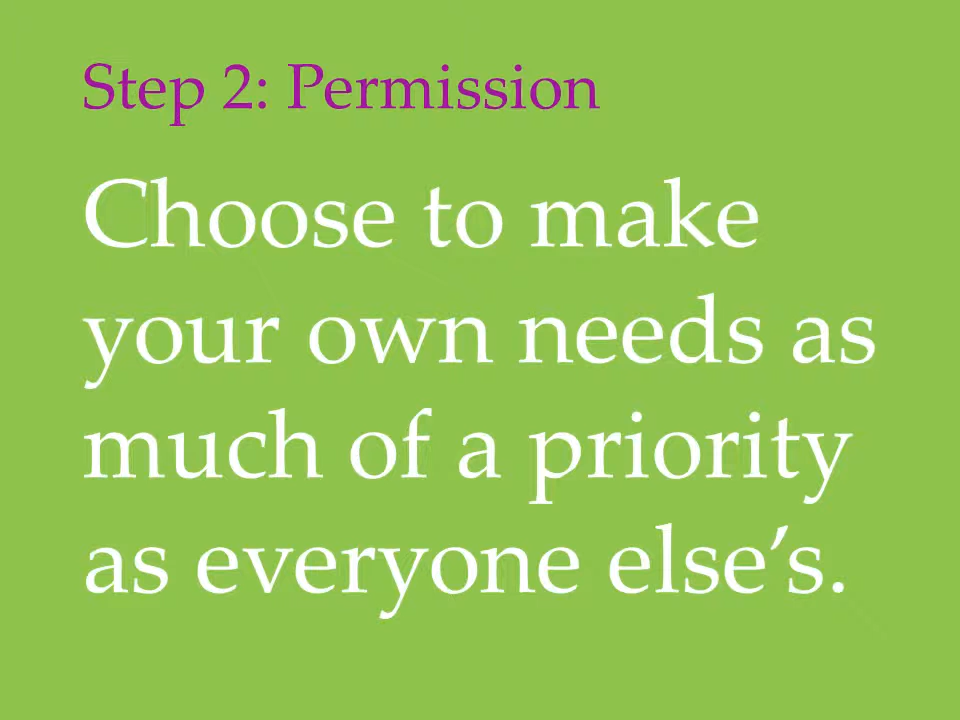 Step 2: Permission
Choose to make
your own needs as
much of a priority
as everyone else’s.